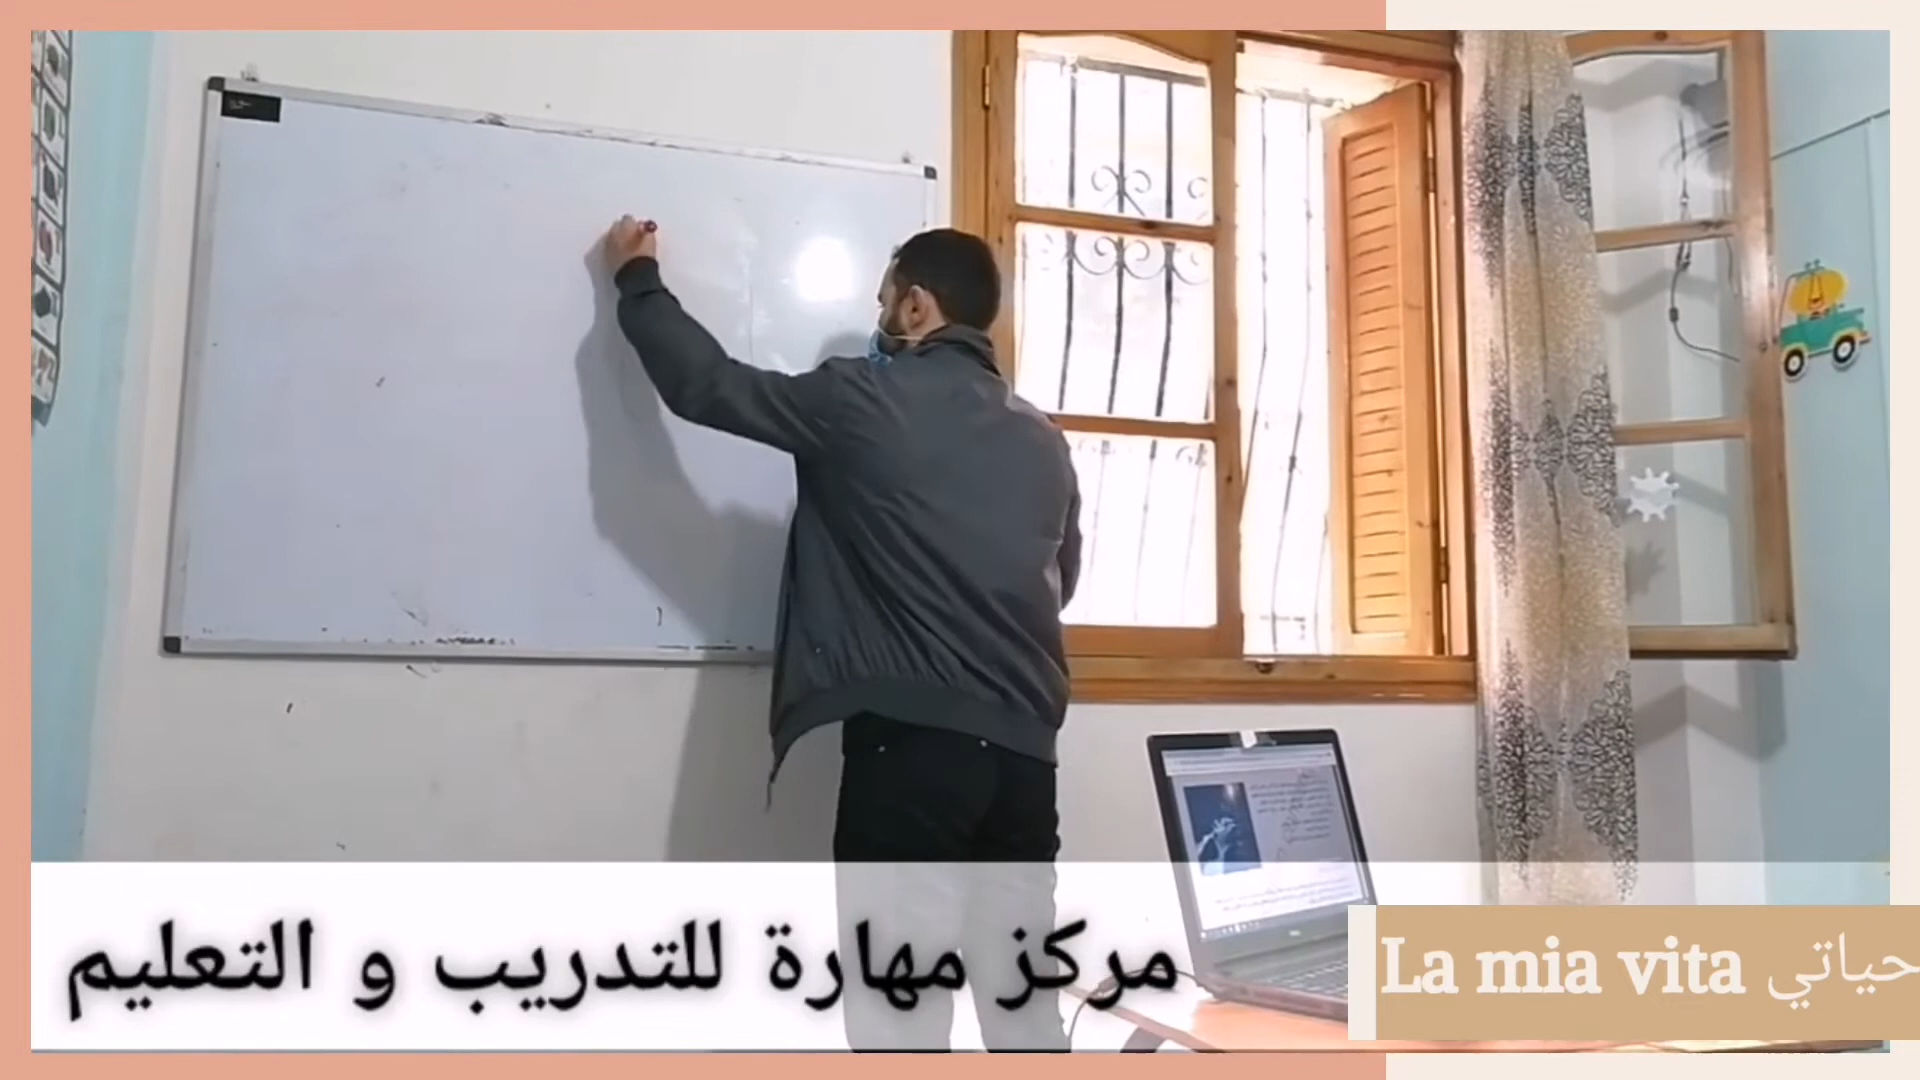 مركز مهارة للتدريب و التعليم
La mia vita حياتي